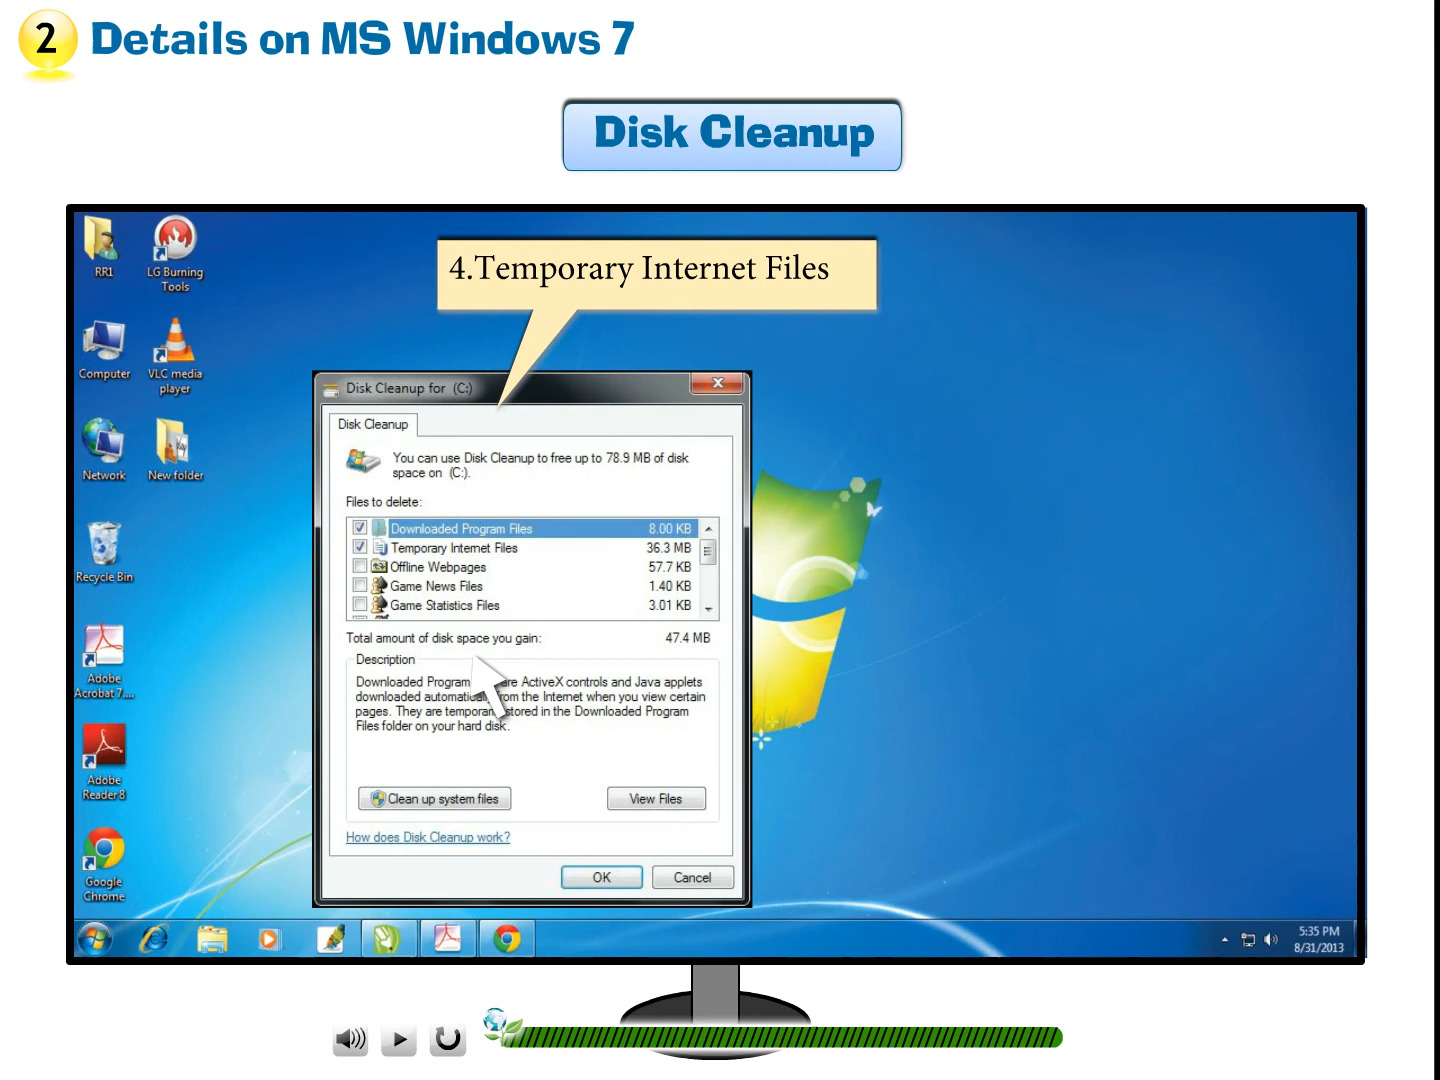 2 Details on MS Windows 7
Disk Cleanup
4.Temporary Internet Files
RR1
LG Burning
Tools
Computer
VLC media
player
Network
New folder
Recycle Bin
Adobe
Acrobat 7....
Adobe
Reader 8
Google
Chrome
Disk Cleanup for (C:)
Disk Cleanup
You can use Disk Cleanup to free up to 78.9 MB of disk
space on (C:).
Files to delete:
Downloaded Program Files 8.00 KB
Temporary Internet Files 36.3 MB
Offline Webpages 57.7 KB
Game News Files 1.40 KB
Game Statistics Files 3.01 KB
Total amount of disk space you gain: 47.4 MB
Description
Downloaded Program are ActiveX controls and Java applets
downloaded automatically from the Internet when you view certain
pages. They are temporarily stored in the Downloaded Program
Files folder on your hard disk.
Clean up system files
View Files
How does Disk Cleanup work?
OK
Cancel
5:35 PM
8/31/2013